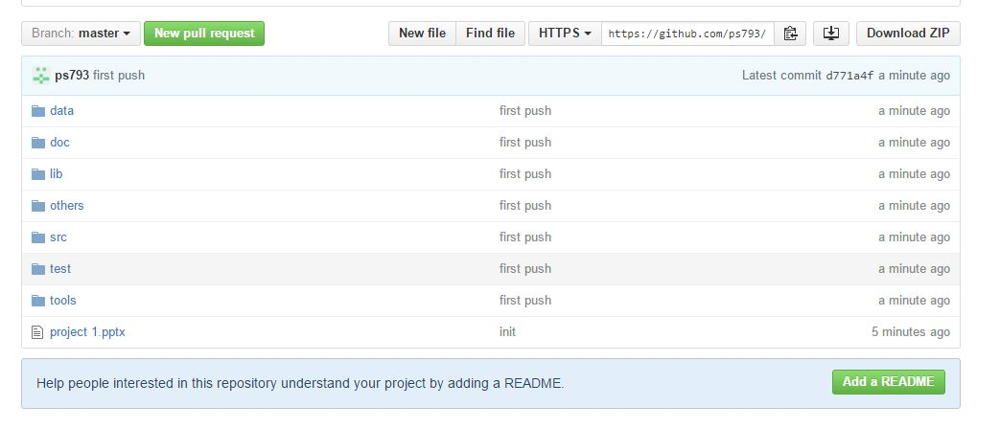 Branch: master New pull request New file Find file HTTPS https://github.com/ps793/ Download ZIP
ps793 first push Latest commit d771a4f a minute ago
data first push a minute ago
doc first push a minute ago
lib first push a minute ago
others first push a minute ago
src first push a minute ago
test first push a minute ago
tools first push a minute ago
project 1.pptx init 5 minutes ago
Help people interested in this repository understand your project by adding a README. Add a README